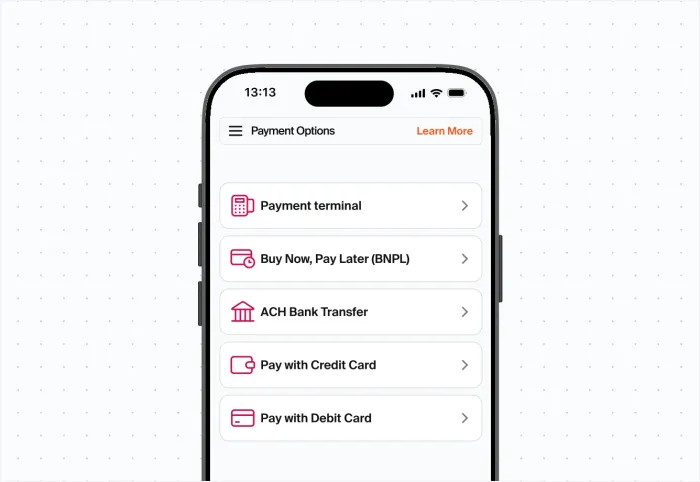 13:13
Payment Options
Learn More
Payment terminal
Buy Now, Pay Later (BNPL)
ACH Bank Transfer
Pay with Credit Card
Pay with Debit Card